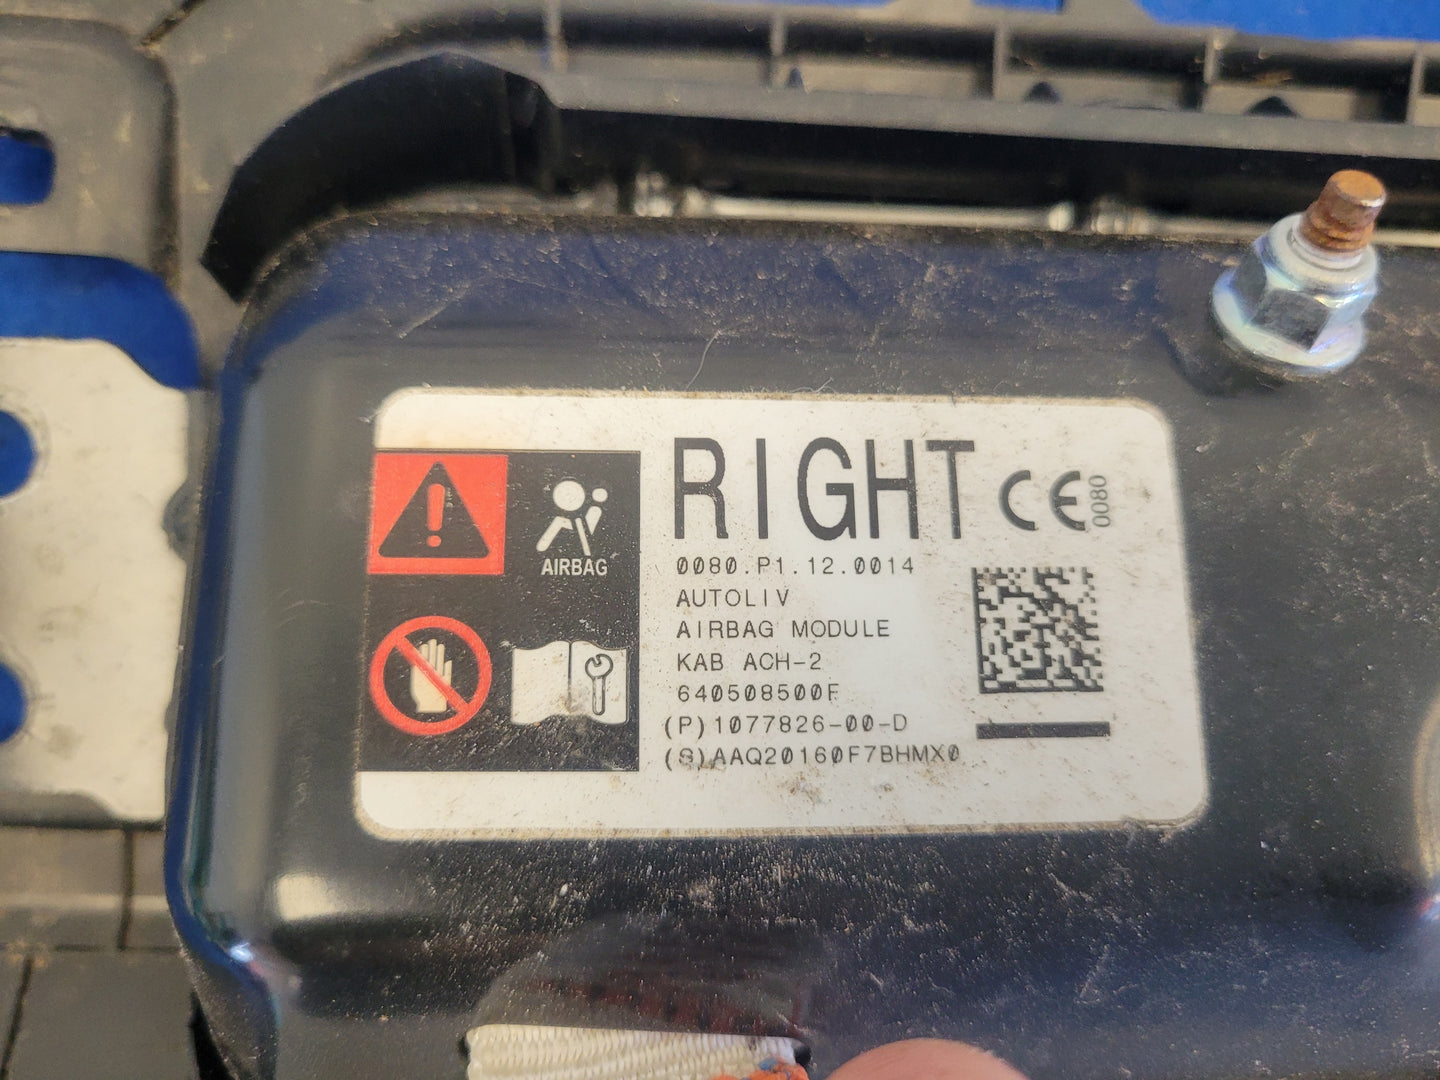 RIGHT CE 0080
AIRBAG
0080.P1.12.0014
AUTOLIV
AIRBAG MODULE
KAB ACH-2
640508500F
(P)1077826-00-D
(S)AAQ20160F7BHMX0